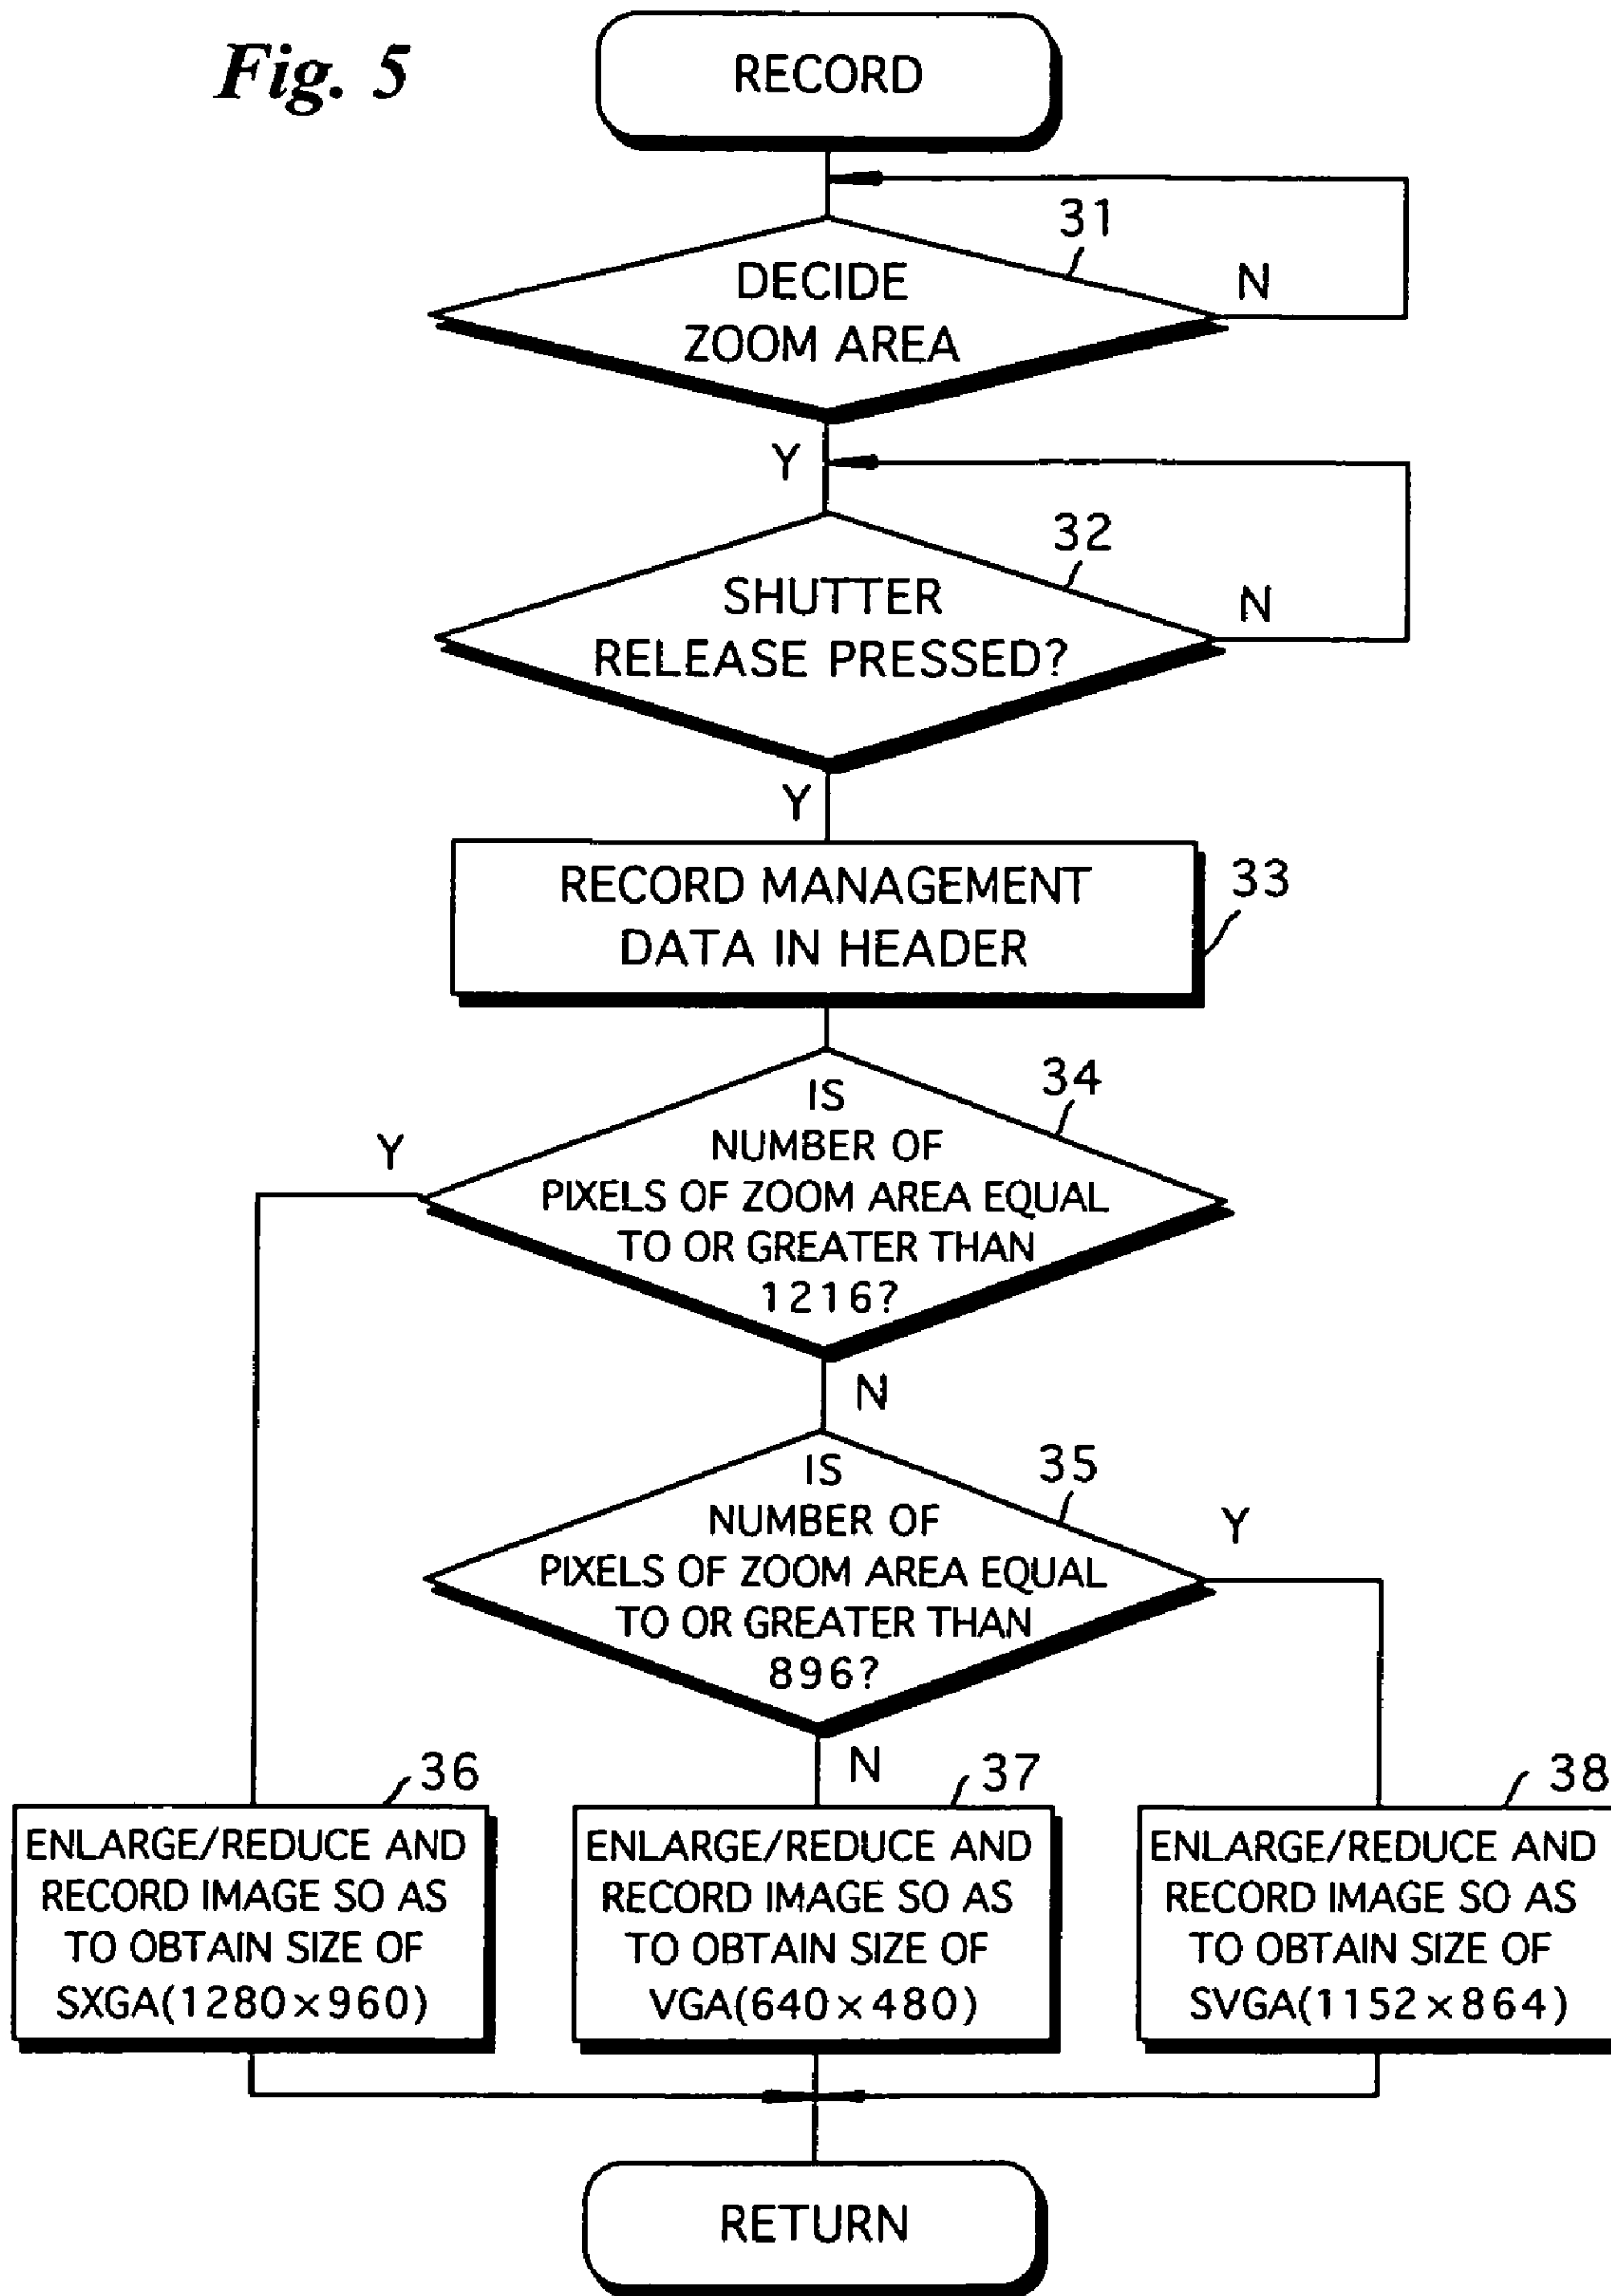 Fig. 5
RECORD
31
DECIDE
ZOOM AREA
N
Y
32
SHUTTER
RELEASE PRESSED?
N
Y
RECORD MANAGEMENT
DATA IN HEADER
33
34
IS
NUMBER OF
PIXELS OF ZOOM AREA EQUAL
TO OR GREATER THAN
1216?
Y
N
35
IS
NUMBER OF
PIXELS OF ZOOM AREA EQUAL
TO OR GREATER THAN
896?
Y
N
36
ENLARGE/REDUCE AND
RECORD IMAGE SO AS
TO OBTAIN SIZE OF
SXGA(1280×960)
37
ENLARGE/REDUCE AND
RECORD IMAGE SO AS
TO OBTAIN SIZE OF
VGA(640×480)
38
ENLARGE/REDUCE AND
RECORD IMAGE SO AS
TO OBTAIN SIZE OF
SVGA(1152×864)
RETURN